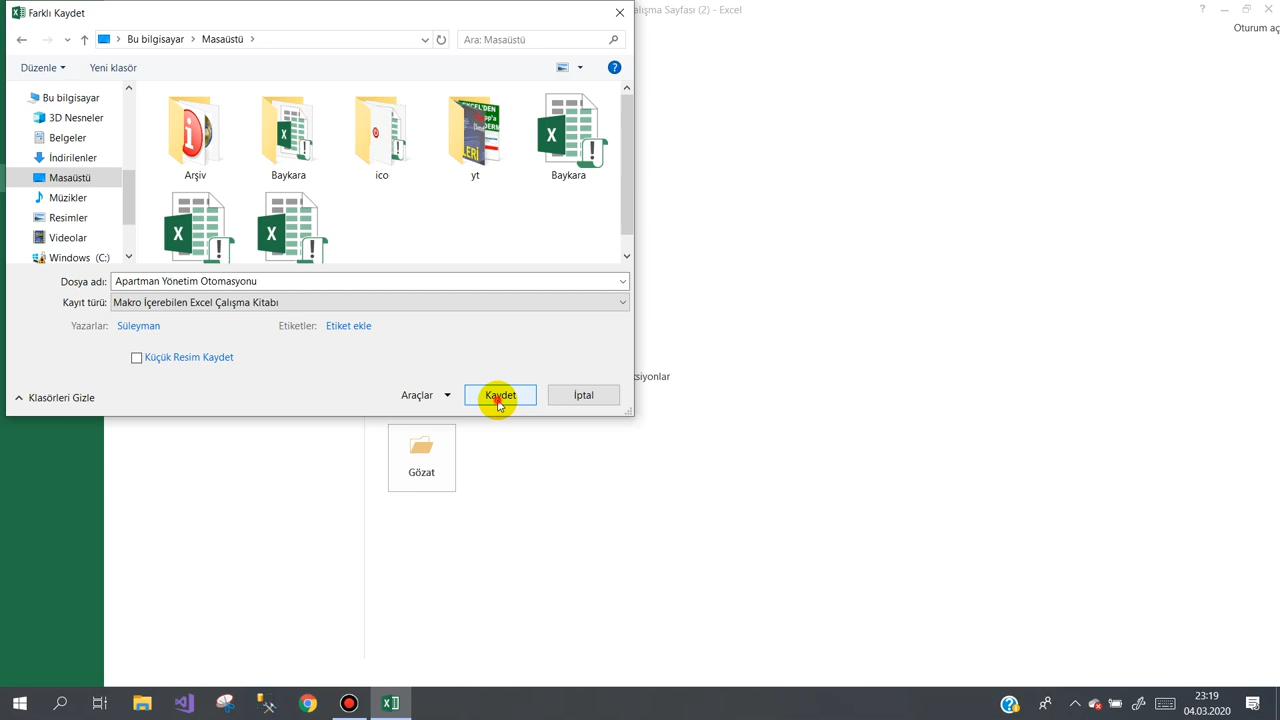 Farklı Kaydet
alışma Sayfası (2) - Excel
Oturum aç
Bu bilgisayar
Masaüstü
Ara: Masaüstü
Düzenle
Yeni klasör
Bu bilgisayar
3D Nesneler
Belgeler
İndirilenler
Masaüstü
Müzikler
Resimler
Videolar
Windows (C:)
Arşiv
Baykara
ico
yt
Baykara
Dosya adı: Apartman Yönetim Otomasyonu
Kayıt türü: Makro İçerebilen Excel Çalışma Kitabı
Yazarlar: Süleyman
Etiketler: Etiket ekle
Küçük Resim Kaydet
ksiyonlar
Klasörleri Gizle
Araçlar
Kaydet
İptal
Gözat
23:19
04.03.2020